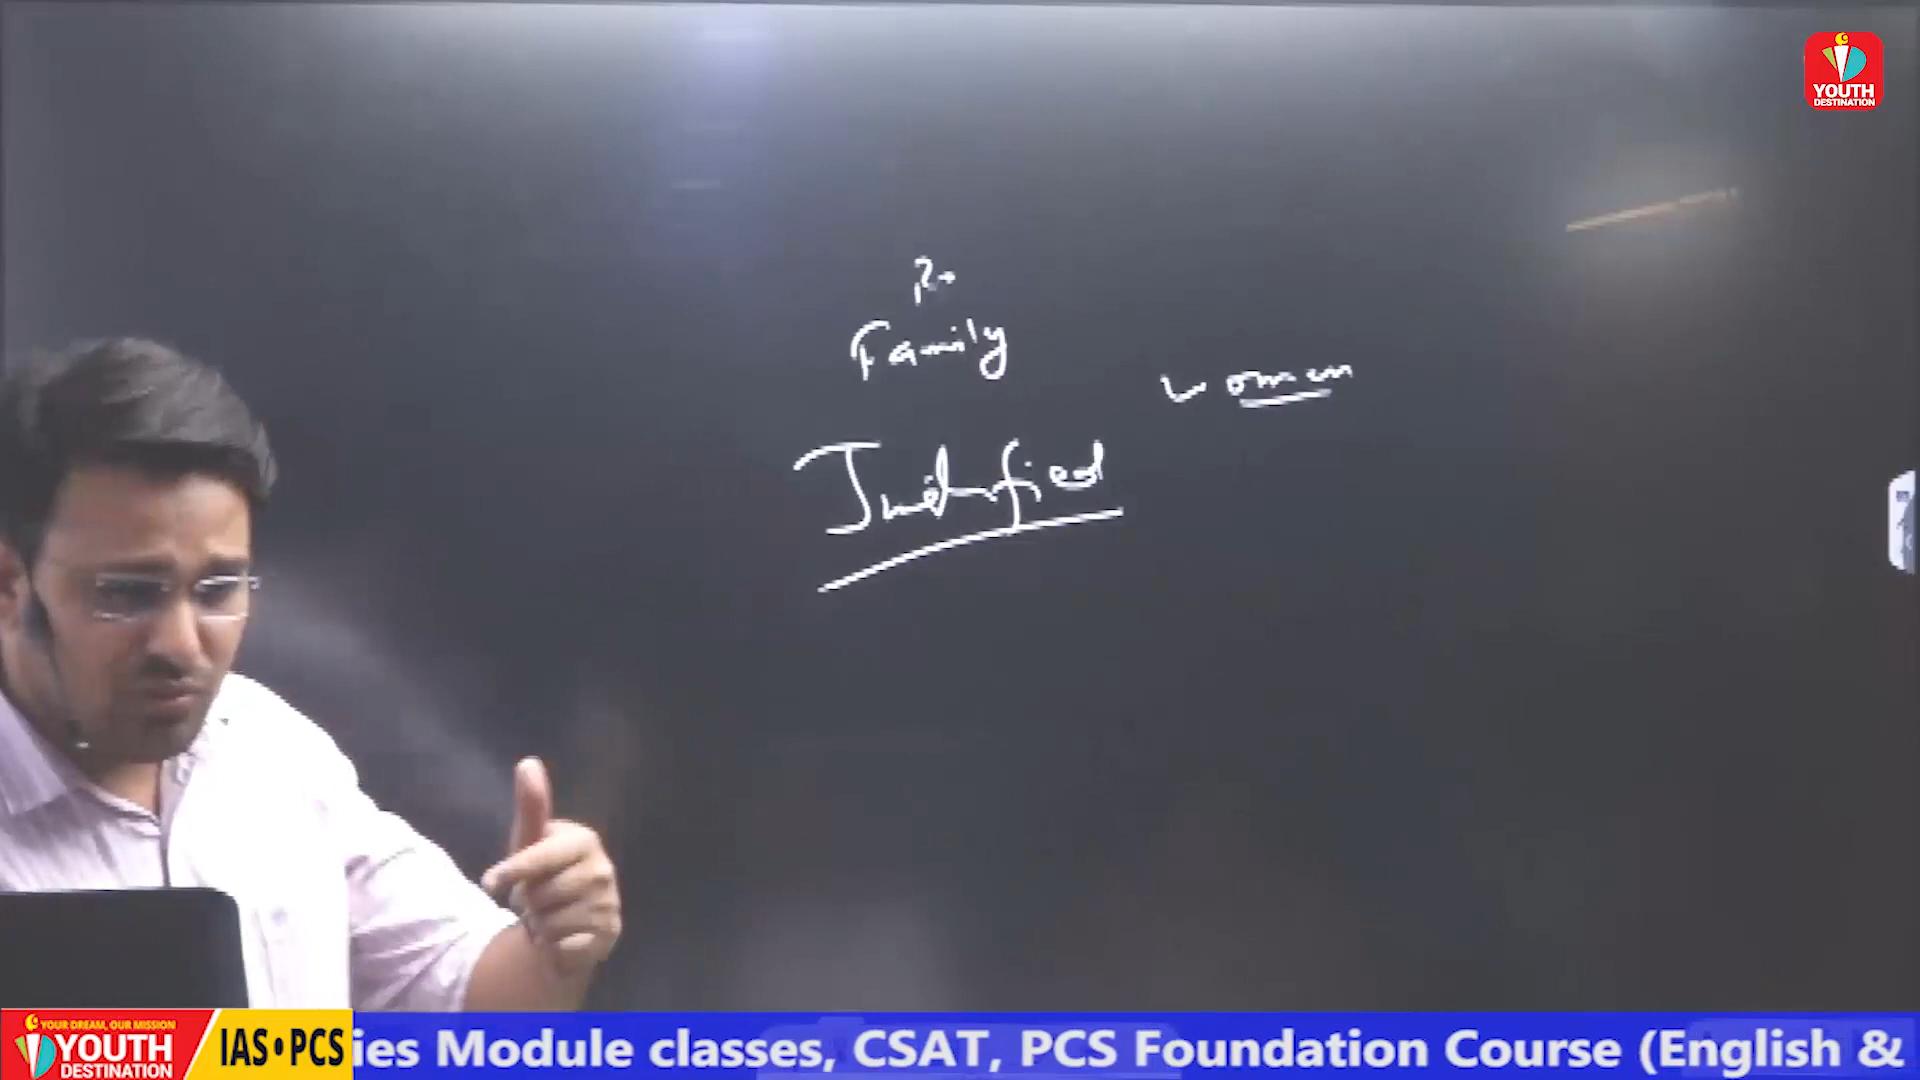 YOUTH
DESTINATION
Family
women
YOUR DREAM, OUR MISSION
YOUTH
DESTINATION
IAS•PCS
ies Module classes, CSAT, PCS Foundation Course (English &